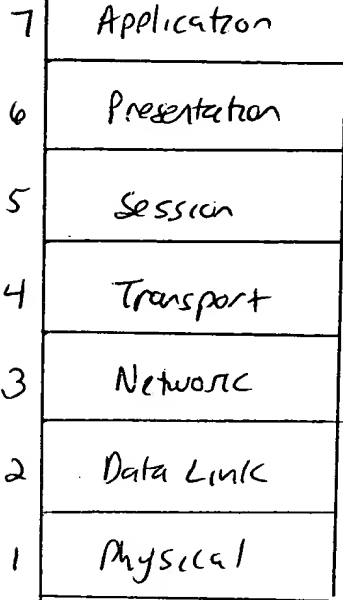 7 Application
6 Presentation
5 Session
4 Transport
3 Network
2 Data Link
1 Physical